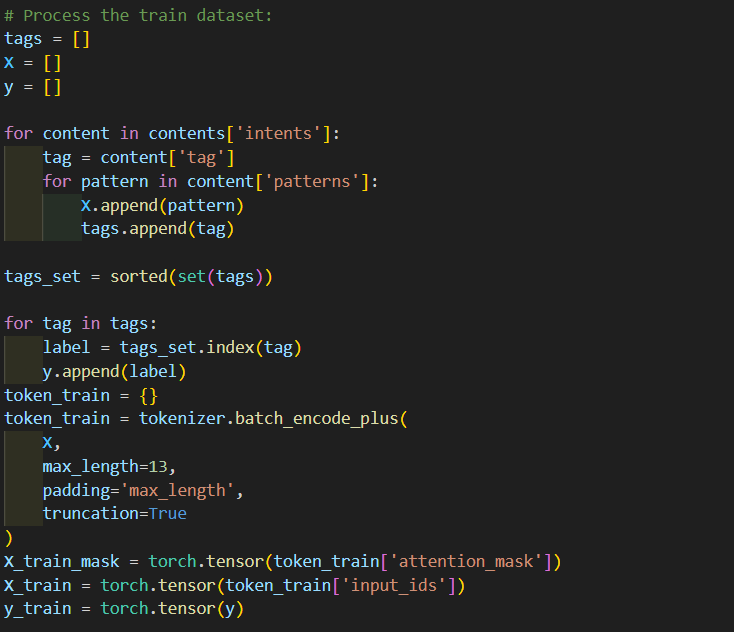 # Process the train dataset:
tags = []
X = []
y = []
for content in contents['intents']:
tag = content['tag']
for pattern in content['patterns']:
X.append(pattern)
tags.append(tag)
tags_set = sorted(set(tags))
for tag in tags:
label = tags_set.index(tag)
y.append(label)
token_train = {}
token_train = tokenizer.batch_encode_plus(
X,
max_length=13,
padding='max_length',
truncation=True
)
X_train_mask = torch.tensor(token_train['attention_mask'])
X_train = torch.tensor(token_train['input_ids'])
y_train = torch.tensor(y)